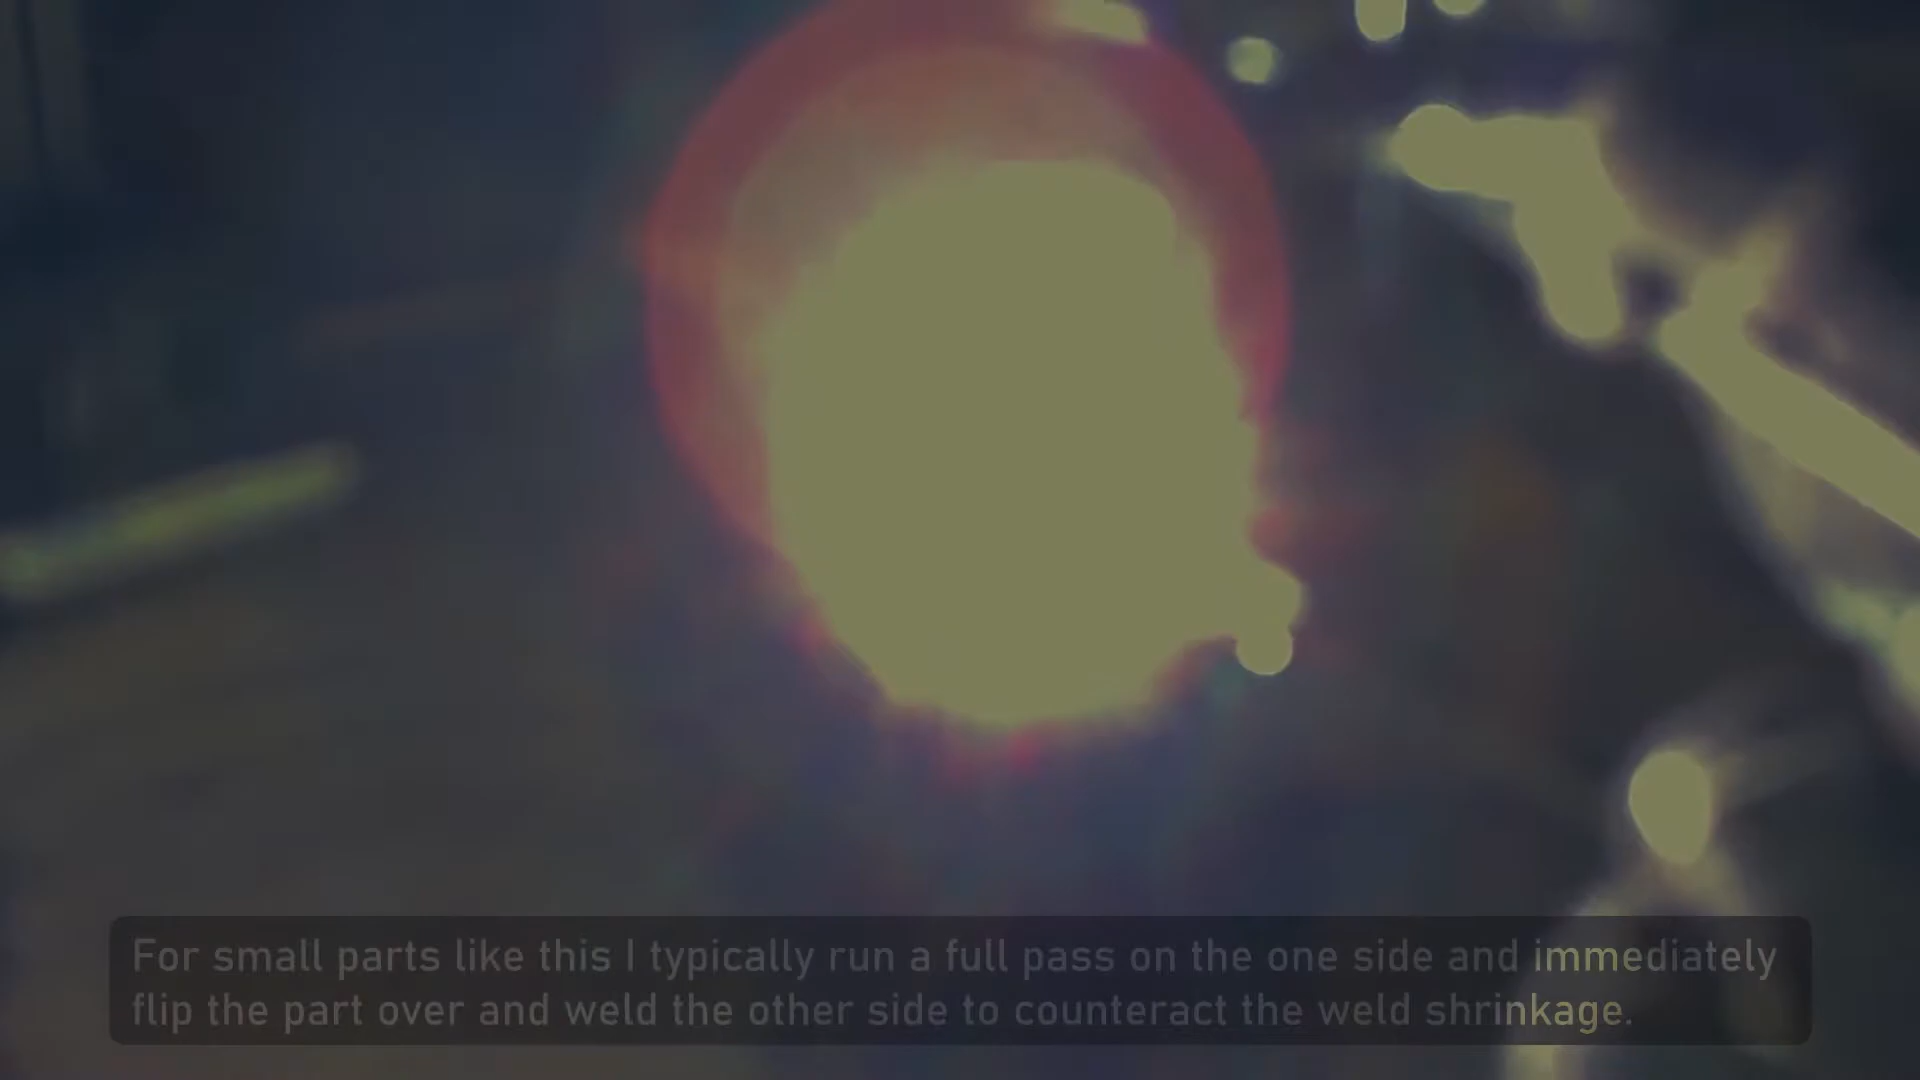 For small parts like this I typically run a full pass on the one side and immediately
flip the part over and weld the other side to counteract the weld shrinkage.